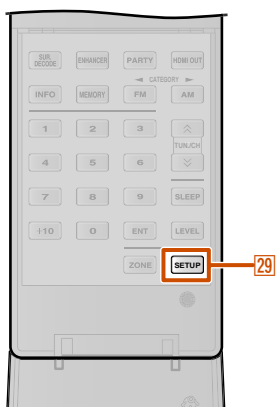 SUR. DECODE ENHANCER PARTY HDMI OUT
CATEGORY
INFO MEMORY FM AM
1 2 3
TUN/CH
4 5 6
7 8 9 SLEEP
+10 0 ENT LEVEL
ZONE SETUP 29